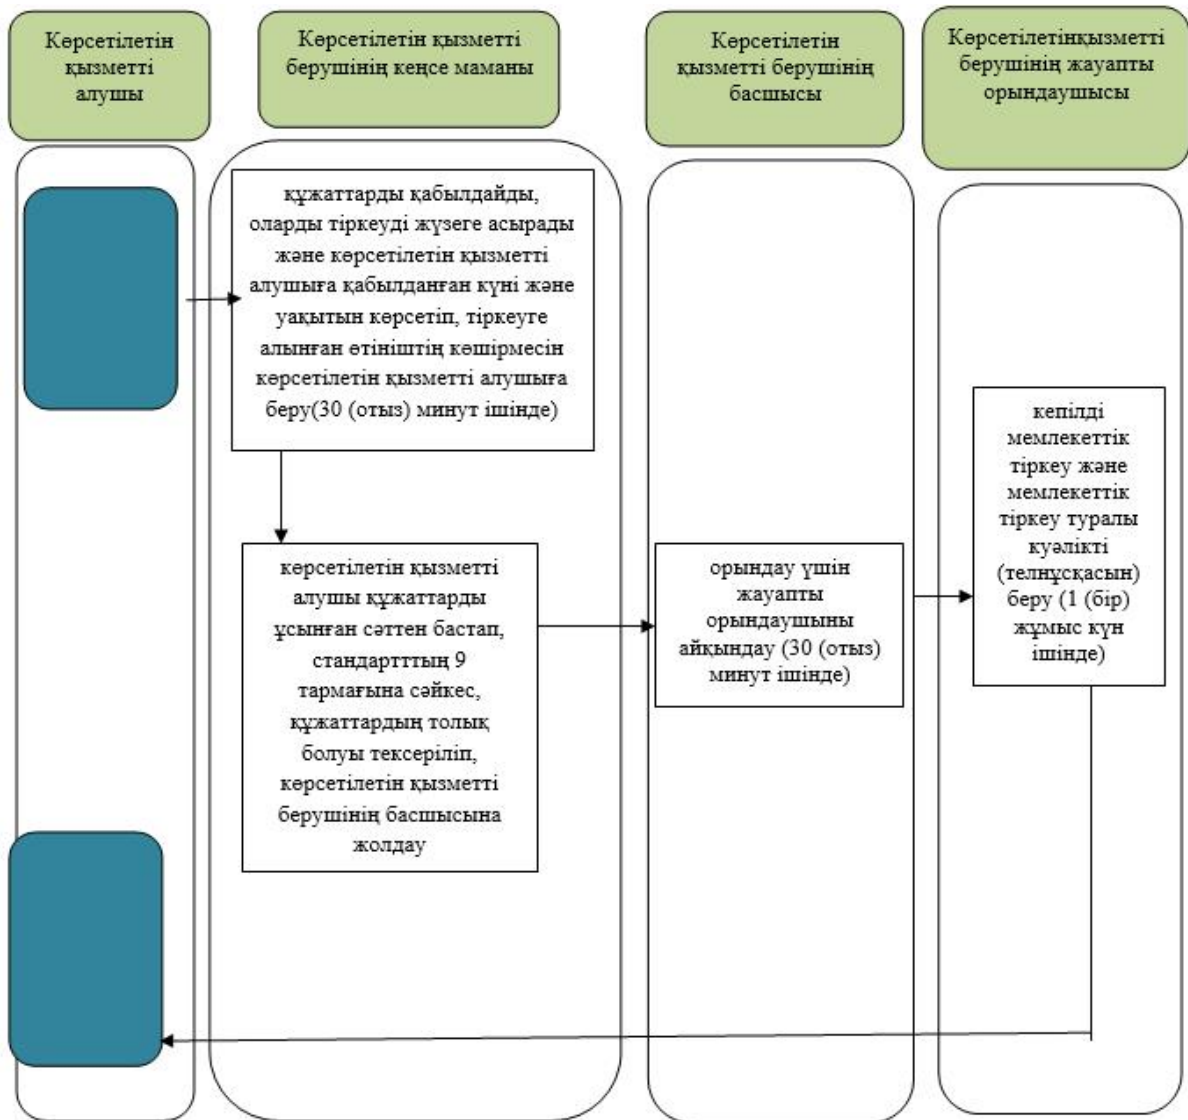 Көрсетілетін
қызметті
алушы
Көрсетілетін қызметті
берушінің кеңсе маманы
Көрсетілетін
қызметті берушінің
басшысы
Көрсетілетінқызметті
берушінің жауапты
орындаушысы
құжаттарды қабылдайды,
оларды тіркеуді жүзеге асырады
және көрсетілетін қызметті
алушыға қабылданған күні және
уақытын көрсетіп, тіркеуге
алынған өтініштің көшірмесін
көрсетілетін қызметті алушыға
беру(30 (отыз) минут ішінде)
көрсетілетін қызметті
алушы құжаттарды
ұсынған сәттен бастап,
стандартттың 9
тармағына сәйкес,
құжаттардың толық
болуы тексеріліп,
көрсетілетін қызметті
берушінің басшысына
жолдау
орындау үшін
жауапты
орындаушыны
айқындау (30 (отыз)
минут ішінде)
кепілді
мемлекеттік
тіркеу және
мемлекеттік
тіркеу туралы
куәлікті
(телнұсқасын)
беру (1 (бір)
жұмыс күн
ішінде)